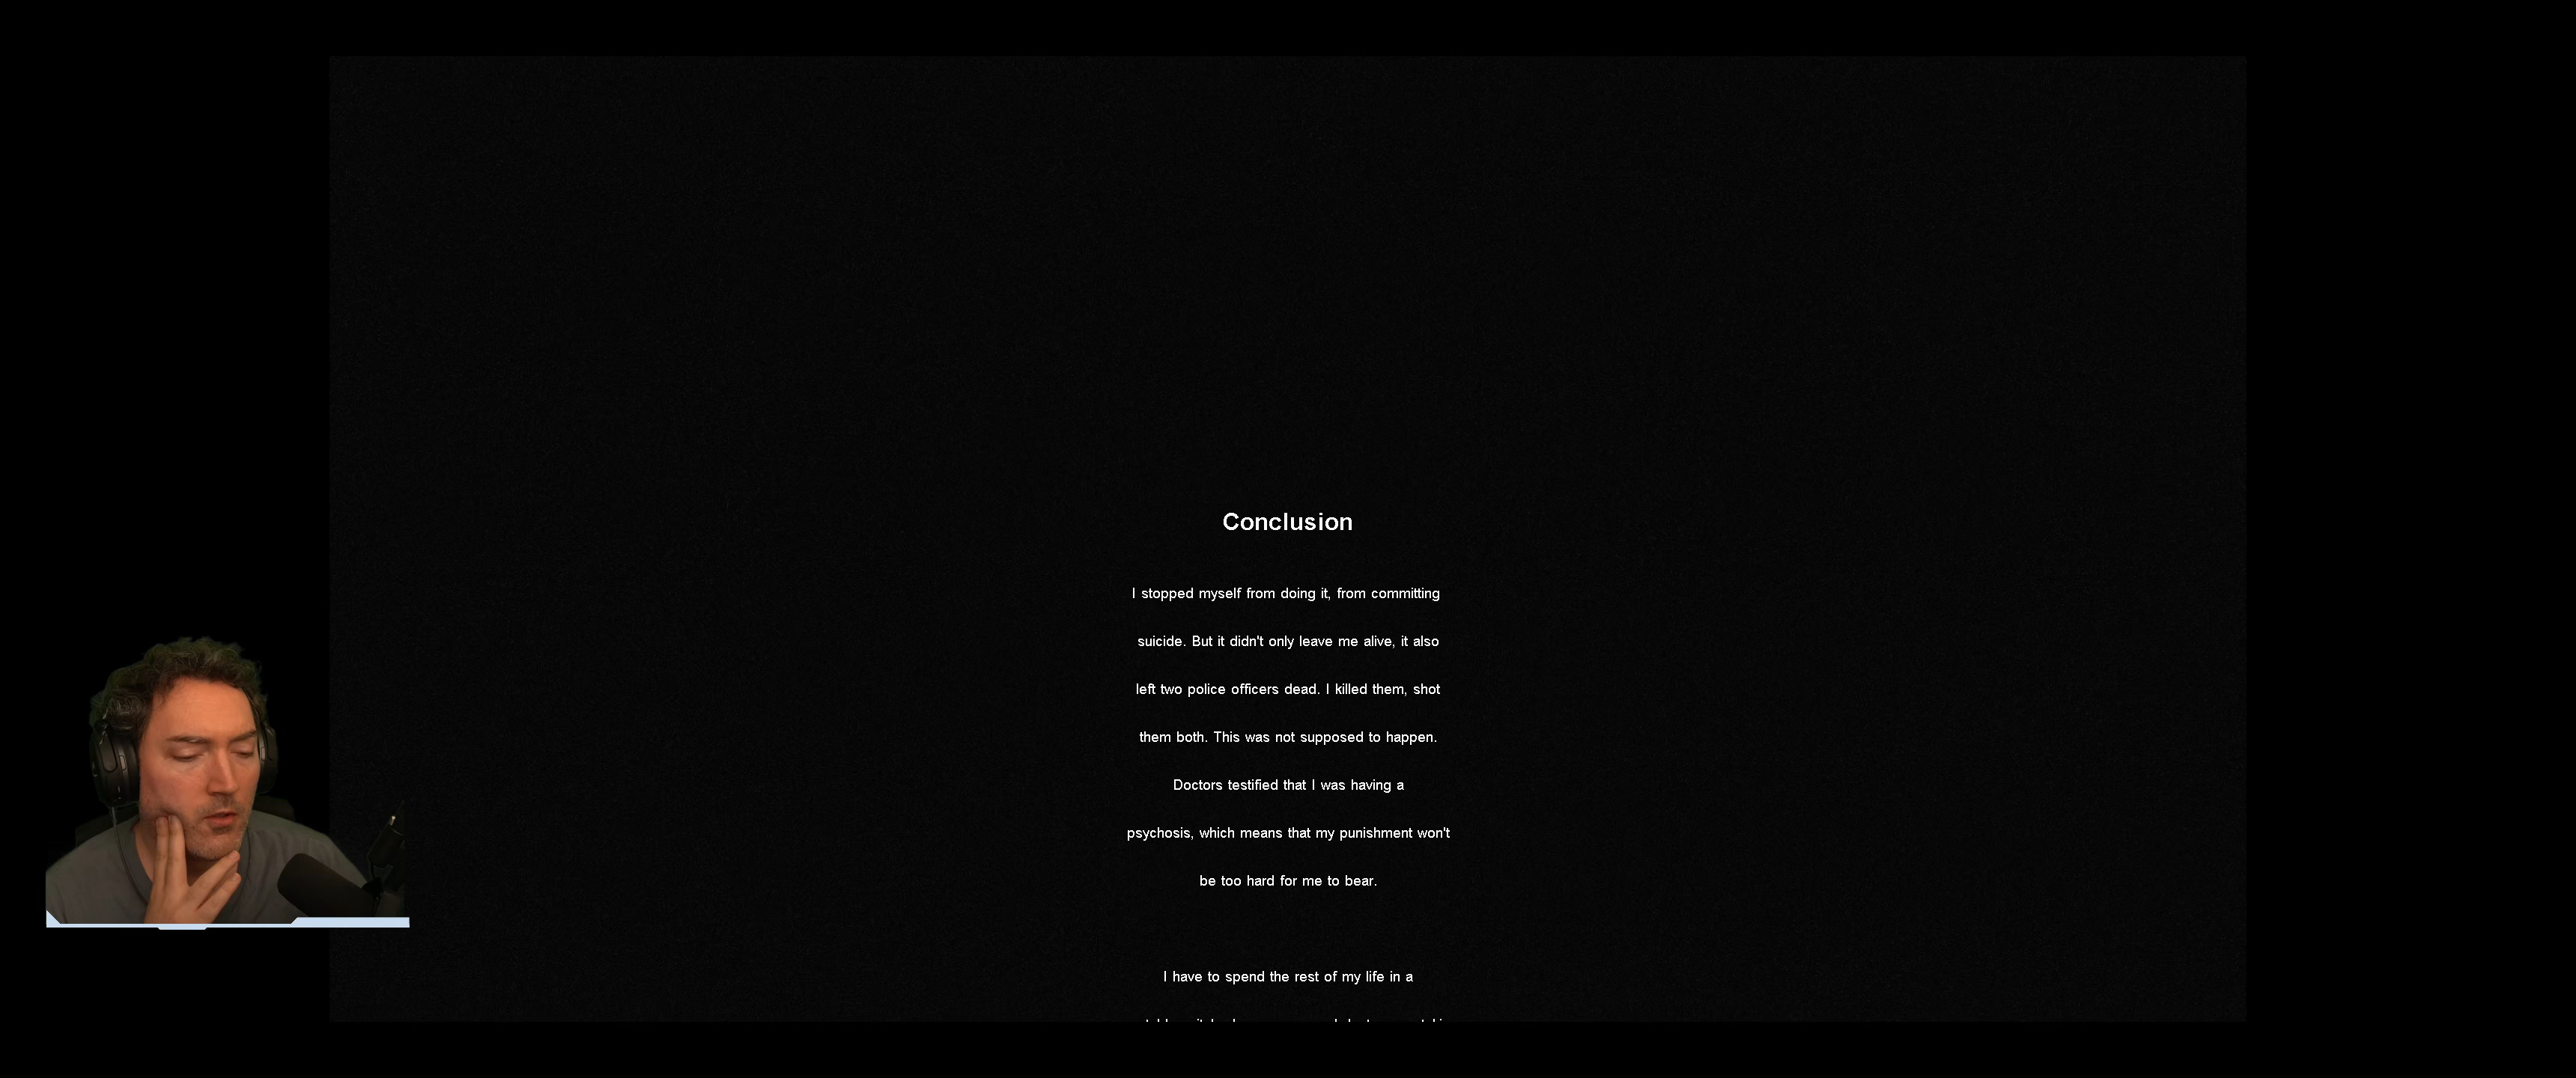 Conclusion
I stopped myself from doing it, from committing
suicide. But it didn't only leave me alive, it also
left two police officers dead. I killed them, shot
them both. This was not supposed to happen.
Doctors testified that I was having a
psychosis, which means that my punishment won't
be too hard for me to bear.
I have to spend the rest of my life in a